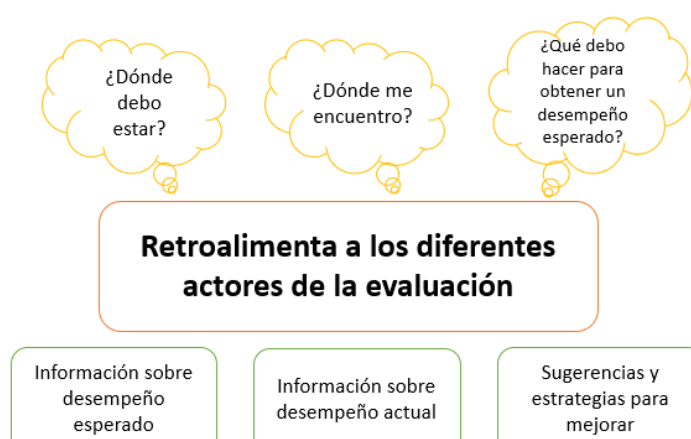 ¿Dónde
debo
estar?
¿Dónde me
encuentro?
¿Qué debo
hacer para
obtener un
desempeño
esperado?
Retroalimenta a los diferentes
actores de la evaluación
Información sobre
desempeño
esperado
Información sobre
desempeño actual
Sugerencias y
estrategias para
mejorar